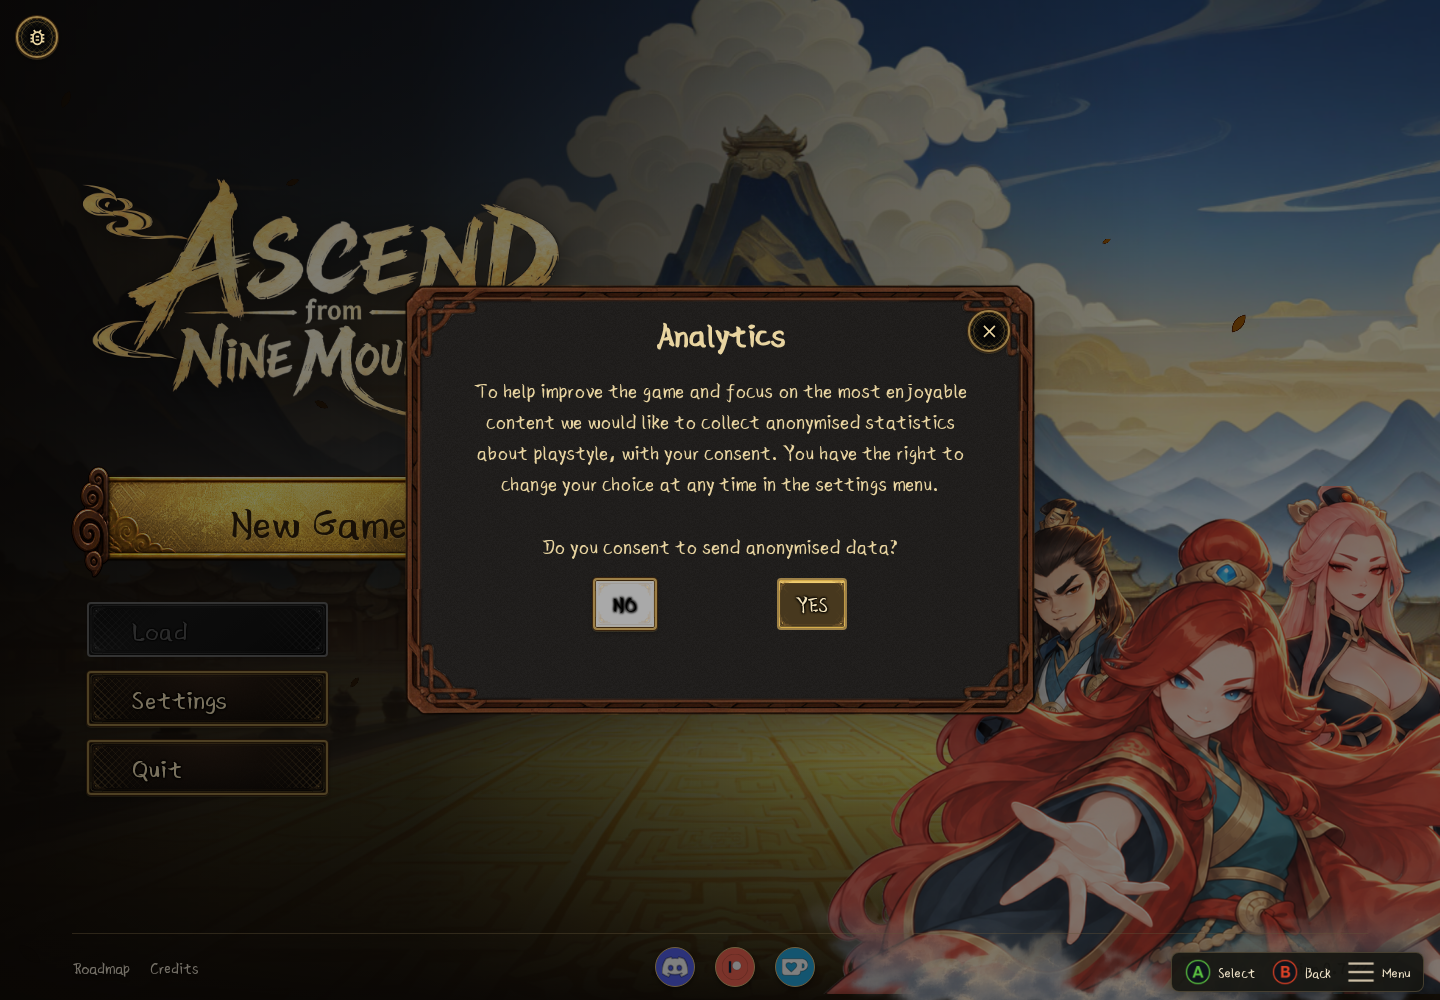 ASCEND
from
NINE
Analytics
To help improve the game and focus on the most enjoyable
content we would like to collect anonymised statistics
about playstyle, with your consent. You have the right to
change your choice at any time in the settings menu.
Do you consent to send anonymised data?
NO
YES
New Game
Load
Settings
Quit
Roadmap
Credits
A Select
B Back
Menu